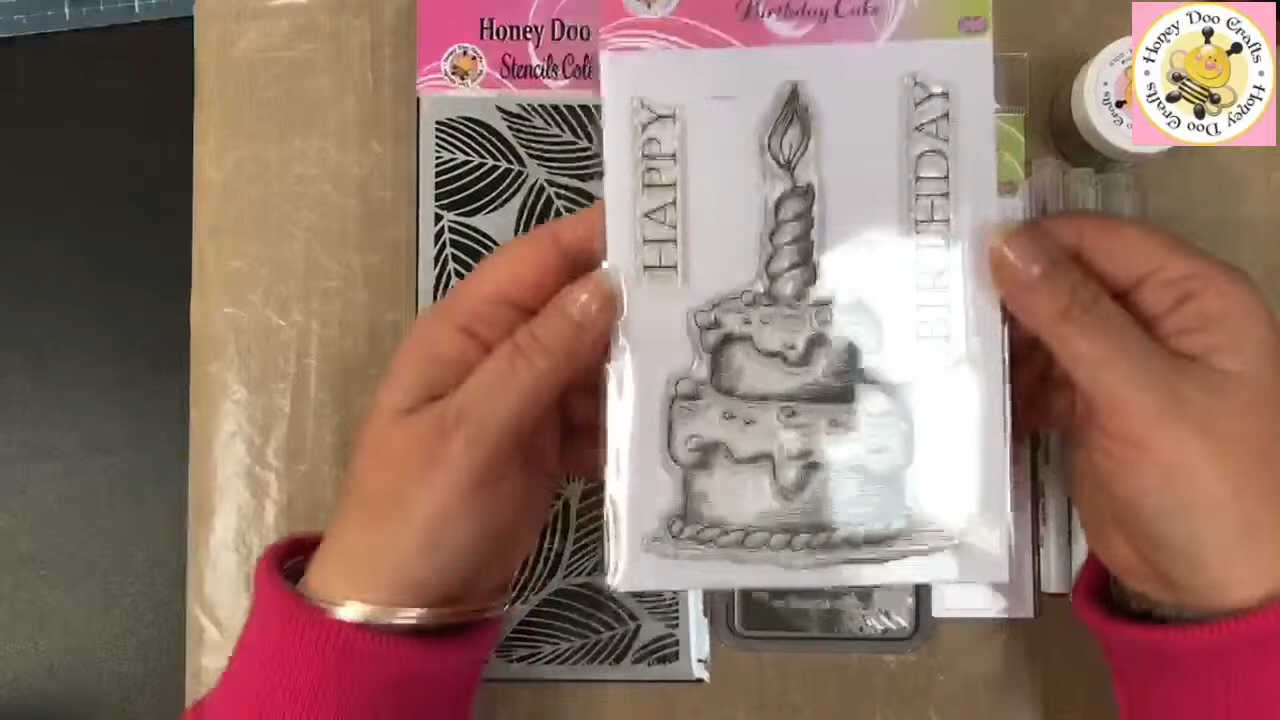 Honey Doo
Stencils Coll
Birthday Cake
HAPPY
BIRTHDAY
Honey Doo Crafts
Honey Doo Crafts